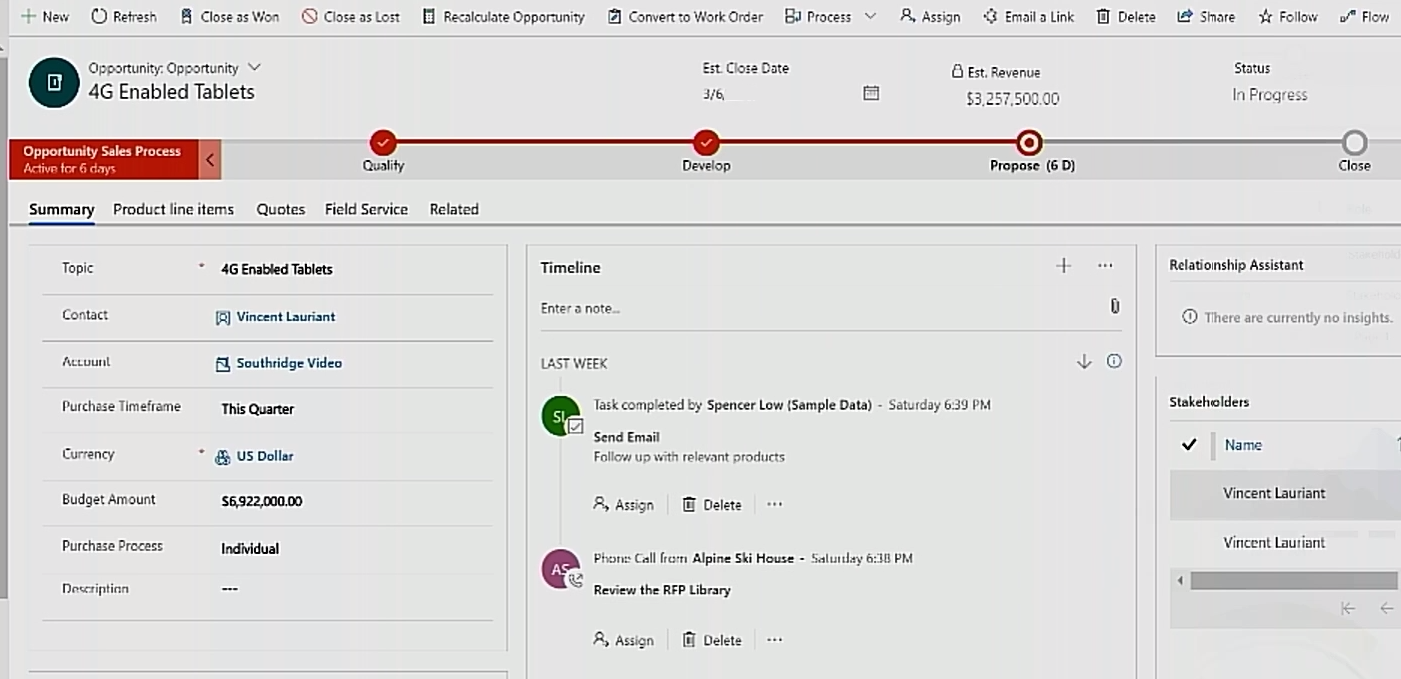 New Refresh Close as Won Close as Lost Recalculate Opportunity Convert to Work Order Process Assign Email a Link Delete Share Follow Flow
Opportunity: Opportunity
4G Enabled Tablets
Est. Close Date
3/6,
Est. Revenue
$3,257,500.00
Status
In Progress
Opportunity Sales Process
Active for 6 days
Qualify
Develop
Propose (6 D)
Close
Summary Product line items Quotes Field Service Related
Topic * 4G Enabled Tablets
Contact Vincent Lauriant
Account Southridge Video
Purchase Timeframe This Quarter
Currency * US Dollar
Budget Amount $6,922,000.00
Purchase Process Individual
Description ---
Timeline
Enter a note...
LAST WEEK
SL
Task completed by Spencer Low (Sample Data) - Saturday 6:39 PM
Send Email
Follow up with relevant products
Assign Delete ...
AS
Phone Call from Alpine Ski House - Saturday 6:38 PM
Review the RFP Library
Assign Delete ...
Relationship Assistant
There are currently no insights.
Stakeholders
Name
Vincent Lauriant
Vincent Lauriant